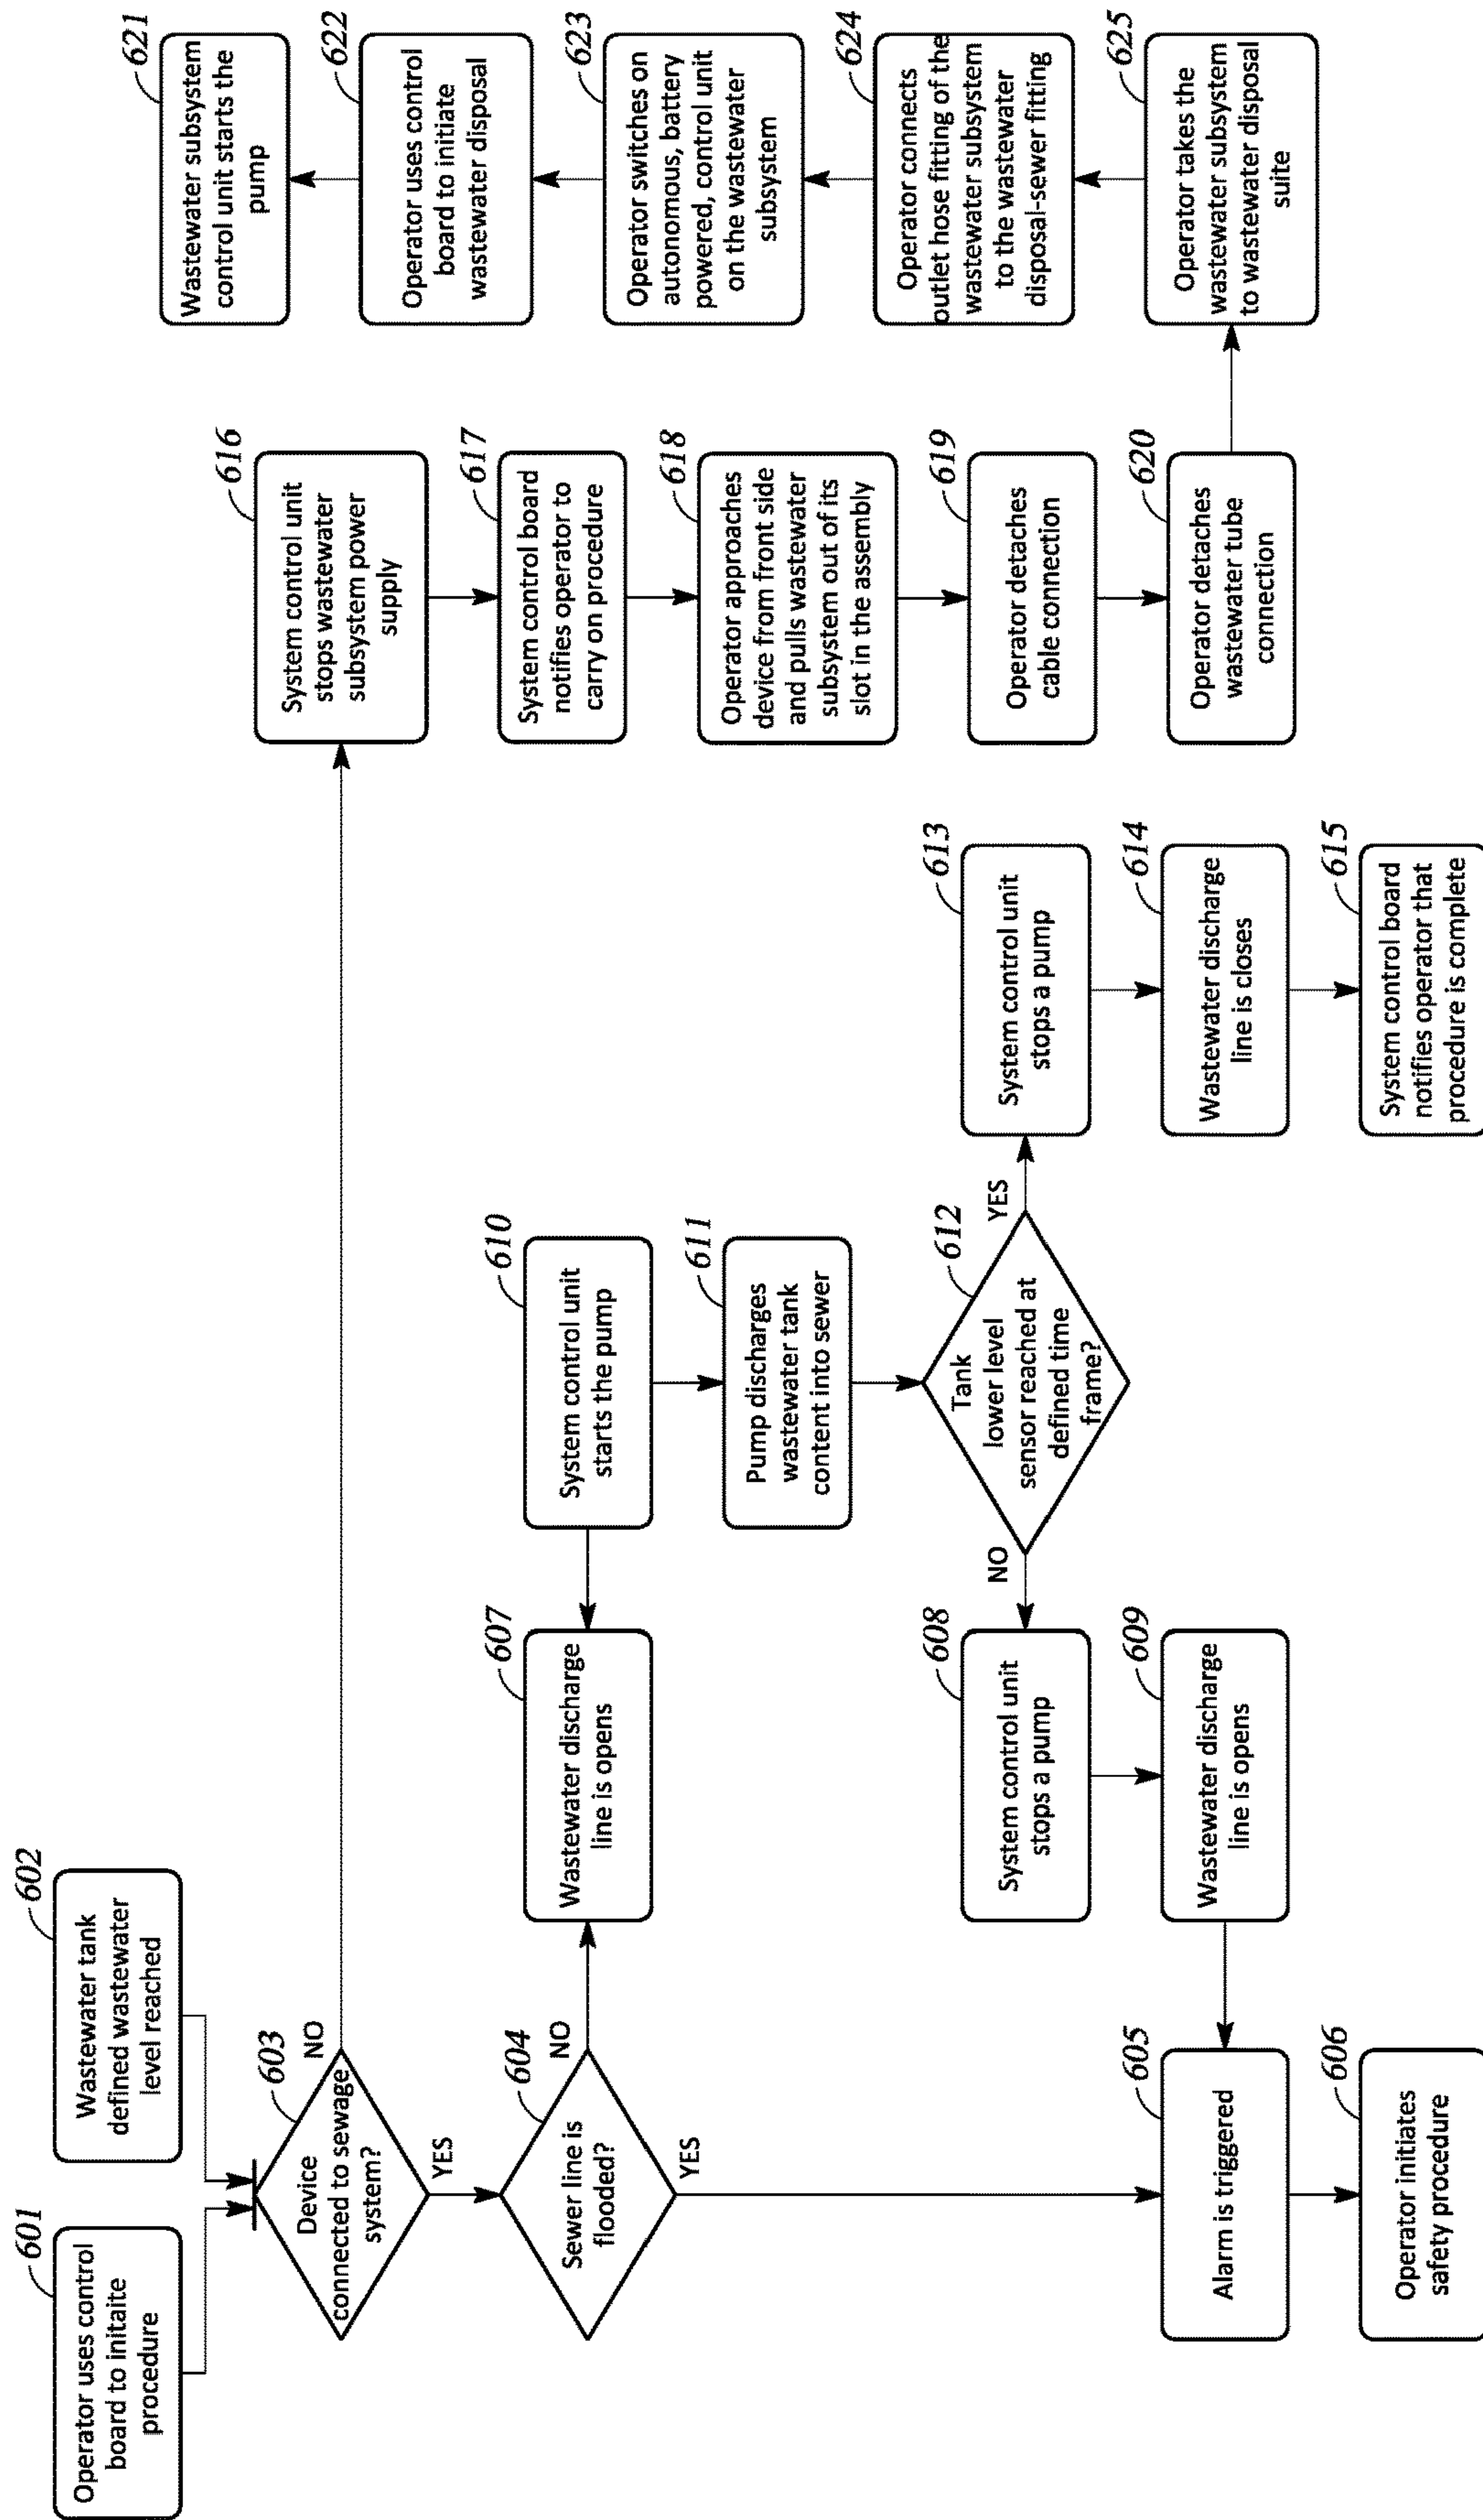 601
Operator uses control
board to initaite
procedure
602
Wastewater tank
defined wastewater
level reached
603
Device
connected to sewage
system?
NO
YES
604
Sewer line is
flooded?
NO
YES
605
Alarm is triggered
606
Operator initiates
safety procedure
607
Wastewater discharge
line is opens
608
System control unit
stops a pump
609
Wastewater discharge
line is opens
610
System control unit
starts the pump
611
Pump discharges
wastewater tank
content into sewer
612
Tank
lower level
sensor reached at
defined time
frame?
NO
YES
613
System control unit
stops a pump
614
Wastewater discharge
line is closes
615
System control board
notifies operator that
procedure is complete
616
System control unit
stops wastewater
subsystem power
supply
617
System control board
notifies operator to
carry on procedure
618
Operator approaches
device from front side
and pulls wastewater
subsystem out of its
slot in the assembly
619
Operator detaches
cable connection
620
Operator detaches
wastewater tube
connection
621
Wastewater subsystem
control unit starts the
pump
622
Operator uses control
board to initiate
wastewater disposal
623
Operator switches on
autonomous, battery
powered, control unit
on the wastewater
subsystem
624
Operator connects
outlet hose fitting of the
wastewater subsystem
to the wastewater
disposal-sewer fitting
625
Operator takes the
wastewater subsystem
to wastewater disposal
suite